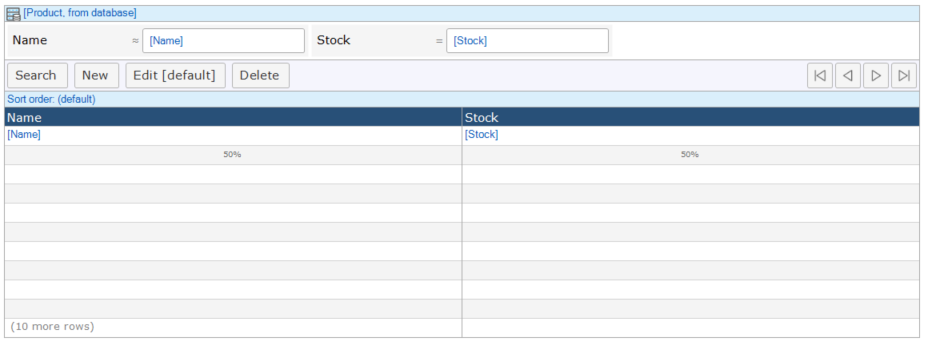 [Product, from database]
Name ≈ [Name] Stock = [Stock]
Search New Edit [default] Delete
Sort order: (default)
Name Stock
[Name] [Stock]
50% 50%
(10 more rows)